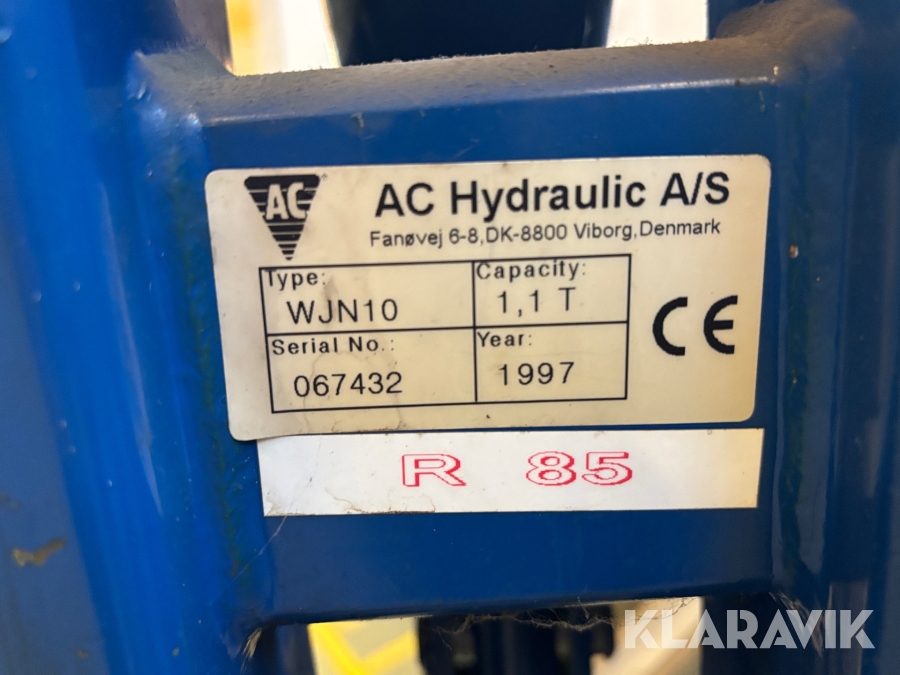 AC
AC Hydraulic A/S
Fanøvej 6-8,DK-8800 Viborg,Denmark
Type:
WJN10
Capacity:
1,1 T
Serial No.:
067432
Year:
1997
CE
R 85
KLARAVIK